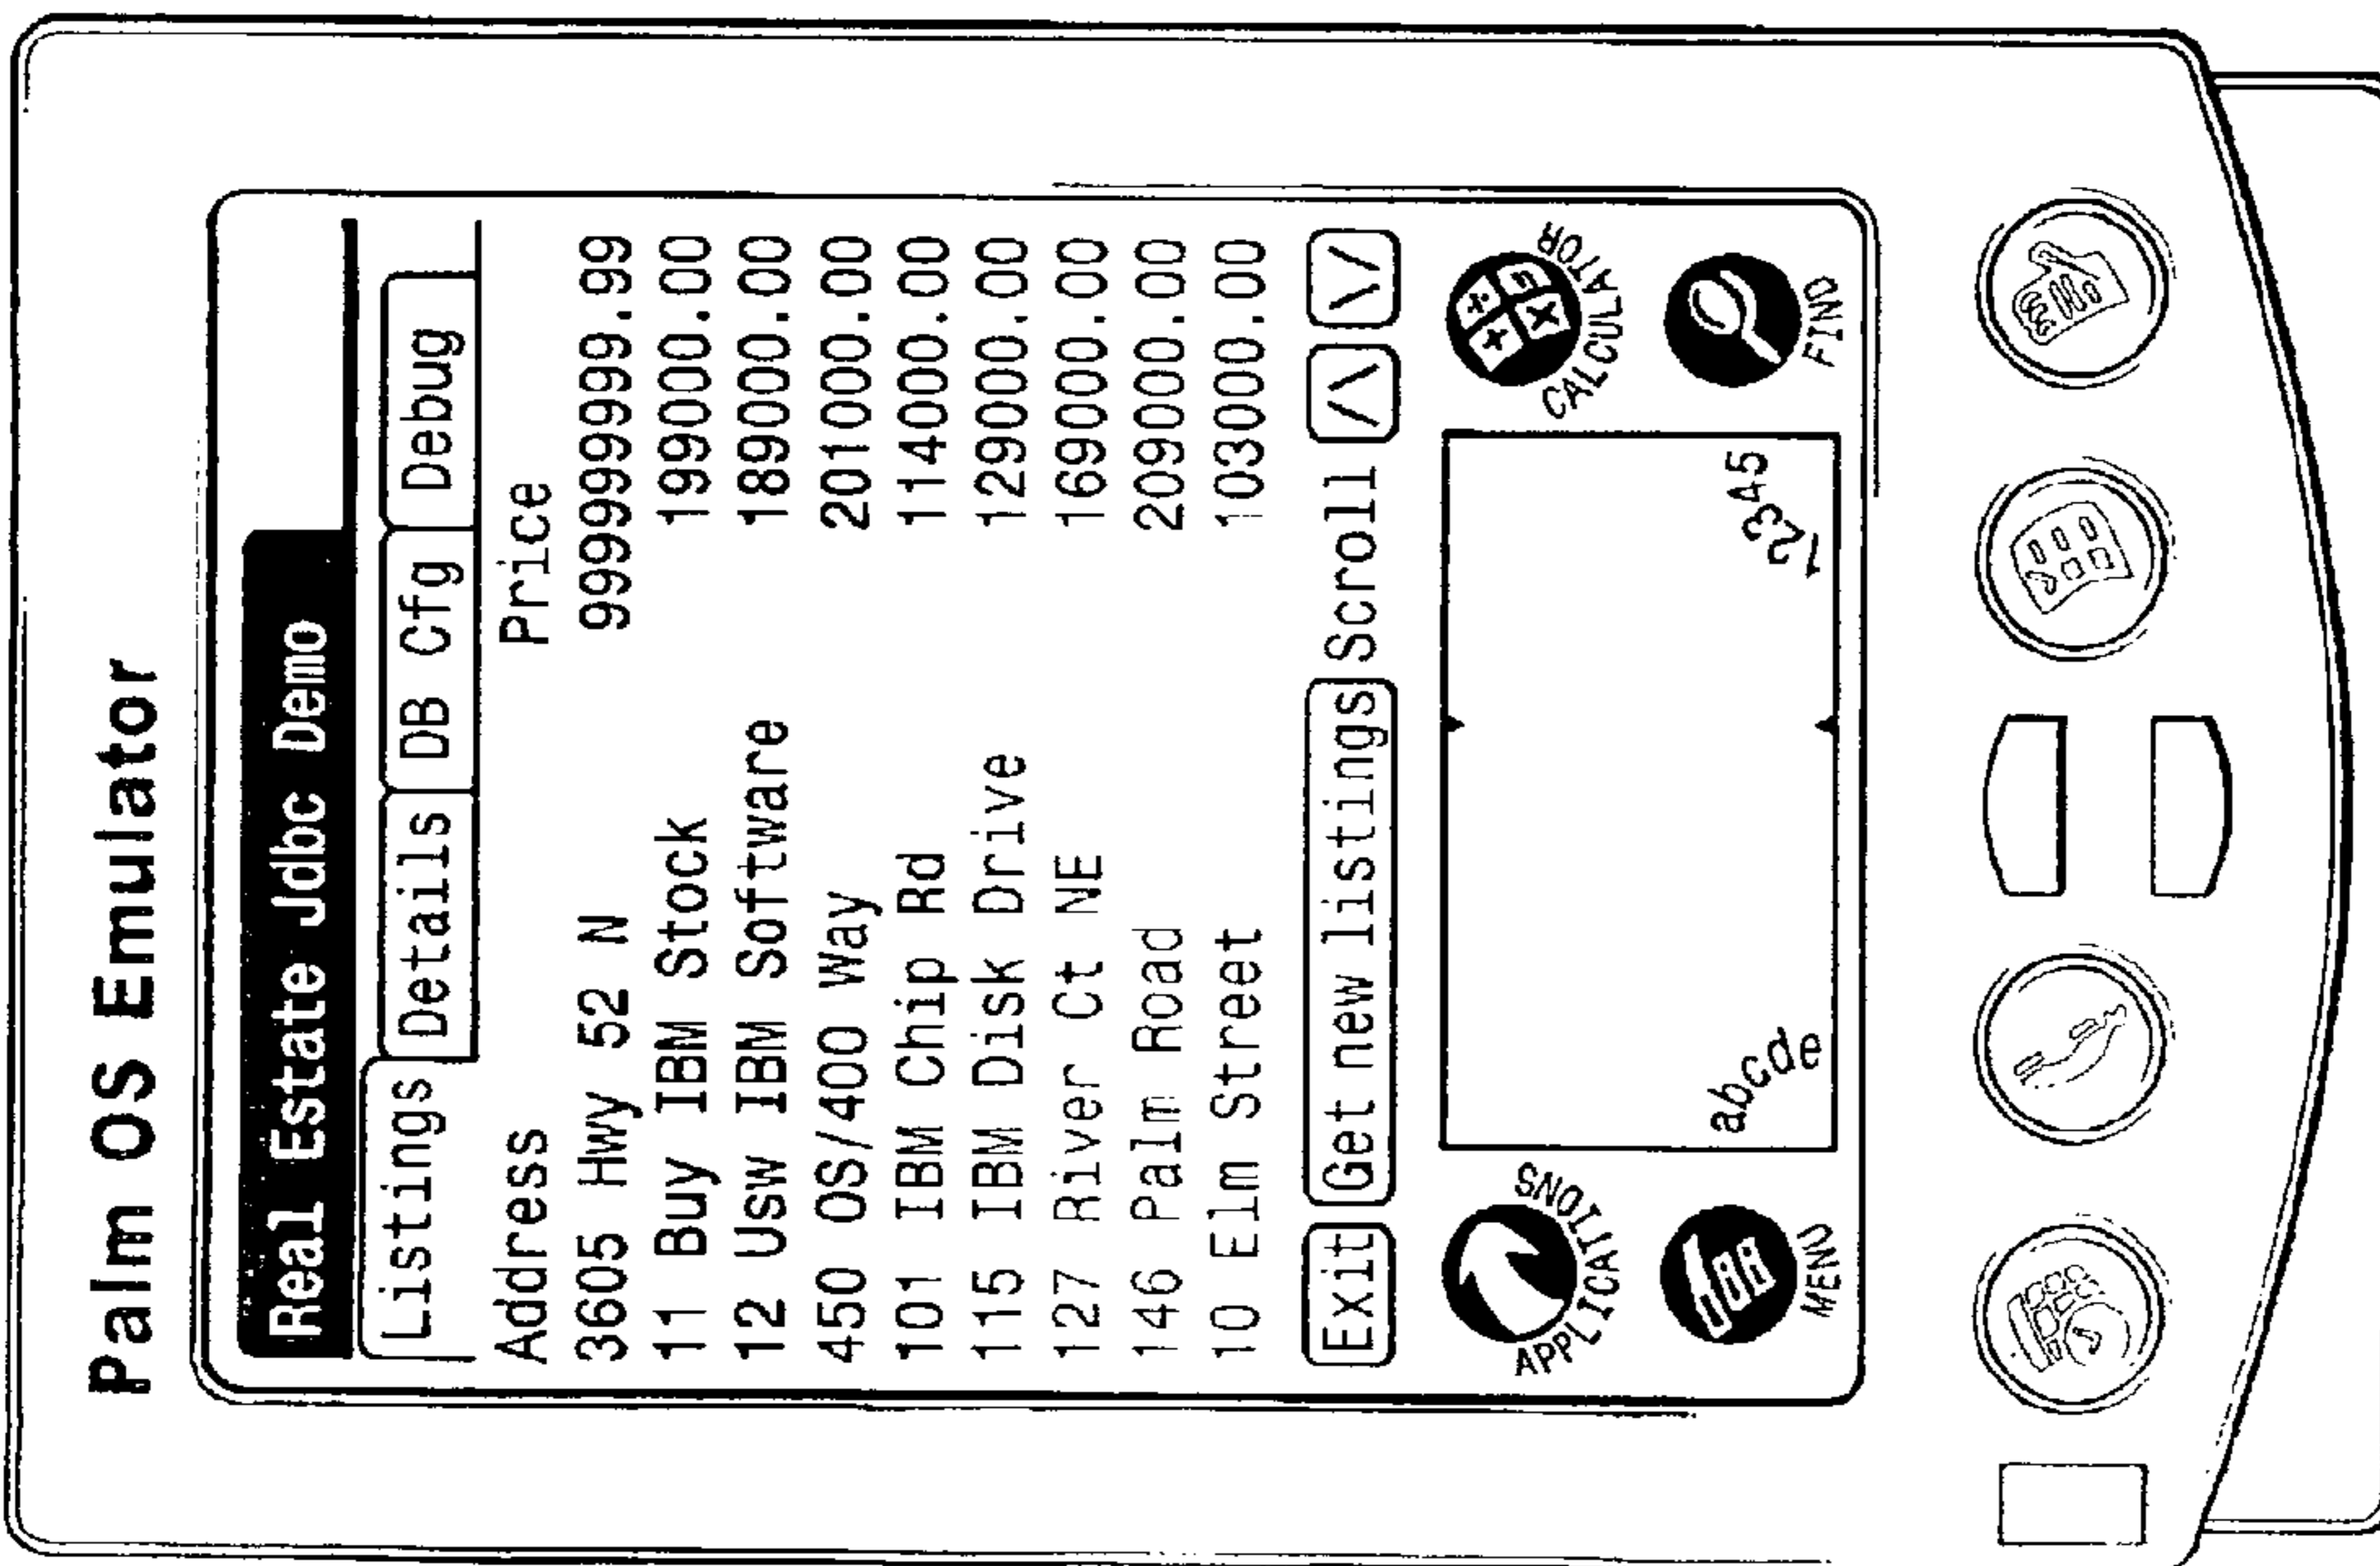 Palm OS Emulator
Real Estate Jdbc Demo
Listings Details DB Cfg Debug
Address Price
3605 Hwy 52 N 999999999.99
11 Buy IBM Stock 199000.00
12 Usw IBM Software 189000.00
450 OS/400 Way 201000.00
101 IBM Chip Rd 114000.00
115 IBM Disk Drive 129000.00
127 River Ct NE 169000.00
146 Palm Road 209000.00
10 Elm Street 103000.00
Exit Get new listings Scroll /\ \/
APPLICATIONS CALCULATOR
MENU abcde 12345 FIND